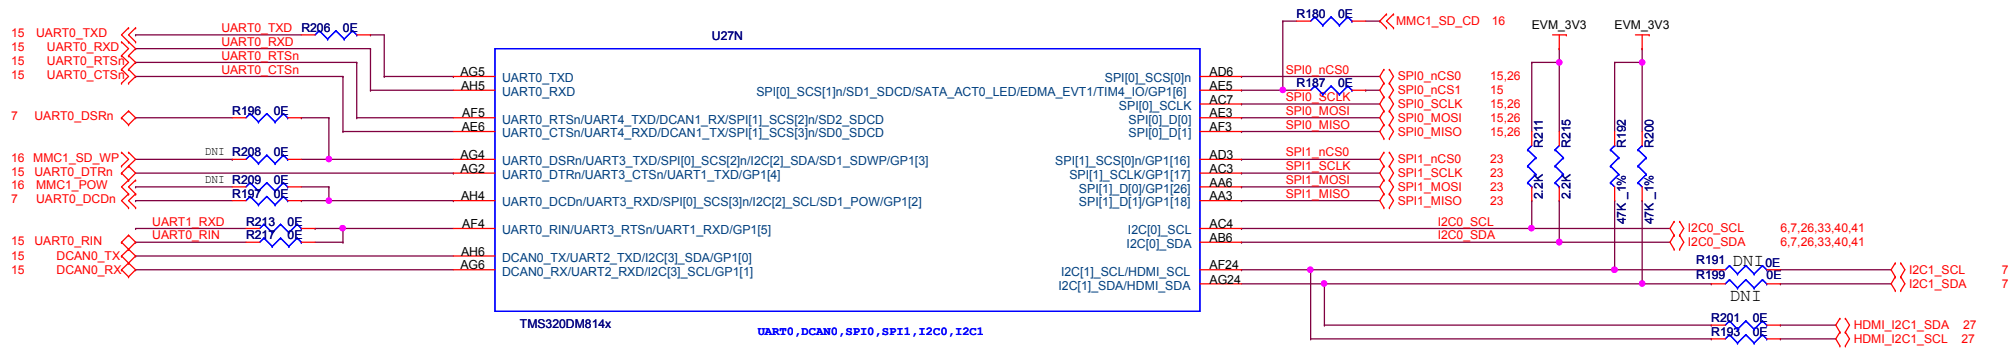 R180 0E MMC1_SD_CD 16
EVM_3V3 EVM_3V3
15 UART0_TXD UART0_TXD R206 0E
U27N
15 UART0_RXD UART0_RXD
15 UART0_RTSn UART0_RTSn
15 UART0_CTSn UART0_CTSn
AG5 UART0_TXD SPI[0]_SCS[0]n AD6 SPI0_nCS0 SPI0_nCS0 15,26
AH5 UART0_RXD SPI[0]_SCS[1]n/SD1_SDCD/SATA_ACT0_LED/EDMA_EVT1/TIM4_IO/GP1[6] AE5 R187 0E SPI0_nCS1 15
SPI[0]_SCLK AC7 SPI0_SCLK SPI0_SCLK 15,26
7 UART0_DSRn R196 0E AF5 UART0_RTSn/UART4_TXD/DCAN1_RX/SPI[1]_SCS[2]n/SD2_SDCD SPI[0]_D[0] AE3 SPI0_MOSI SPI0_MOSI 15,26
AE6 UART0_CTSn/UART4_RXD/DCAN1_TX/SPI[1]_SCS[3]n/SD0_SDCD SPI[0]_D[1] AF3 SPI0_MISO SPI0_MISO 15,26
R211 2.2K R215 2.2K R192 47K_1% R200 47K_1%
16 MMC1_SD_WP DNI R208 0E AG4 UART0_DSRn/UART3_TXD/SPI[0]_SCS[2]n/I2C[2]_SDA/SD1_SDWP/GP1[3] SPI[1]_SCS[0]n/GP1[16] AD3 SPI1_nCS0 SPI1_nCS0 23
15 UART0_DTRn AG2 UART0_DTRn/UART3_CTSn/UART1_TXD/GP1[4] SPI[1]_SCLK/GP1[17] AC3 SPI1_SCLK SPI1_SCLK 23
16 MMC1_POW DNI R209 0E SPI[1]_D[0]/GP1[26] AA6 SPI1_MOSI SPI1_MOSI 23
7 UART0_DCDn R197 0E AH4 UART0_DCDn/UART3_RXD/SPI[0]_SCS[3]n/I2C[2]_SCL/SD1_POW/GP1[2] SPI[1]_D[1]/GP1[18] AA3 SPI1_MISO SPI1_MISO 23
UART1_RXD R213 0E AF4 UART0_RIN/UART3_RTSn/UART1_RXD/GP1[5] I2C[0]_SCL AC4 I2C0_SCL I2C0_SCL 6,7,26,33,40,41
15 UART0_RIN UART0_RIN R217 0E I2C[0]_SDA AB6 I2C0_SDA I2C0_SDA 6,7,26,33,40,41
15 DCAN0_TX AH6 DCAN0_TX/UART2_TXD/I2C[3]_SDA/GP1[0]
15 DCAN0_RX AG6 DCAN0_RX/UART2_RXD/I2C[3]_SCL/GP1[1] I2C[1]_SCL/HDMI_SCL AF24 R191 DNI 0E I2C1_SCL 7
I2C[1]_SDA/HDMI_SDA AG24 R199 0E I2C1_SDA 7
DNI
TMS320DM814x
R201 0E HDMI_I2C1_SDA 27
UART0,DCAN0,SPI0,SPI1,I2C0,I2C1
R193 0E HDMI_I2C1_SCL 27